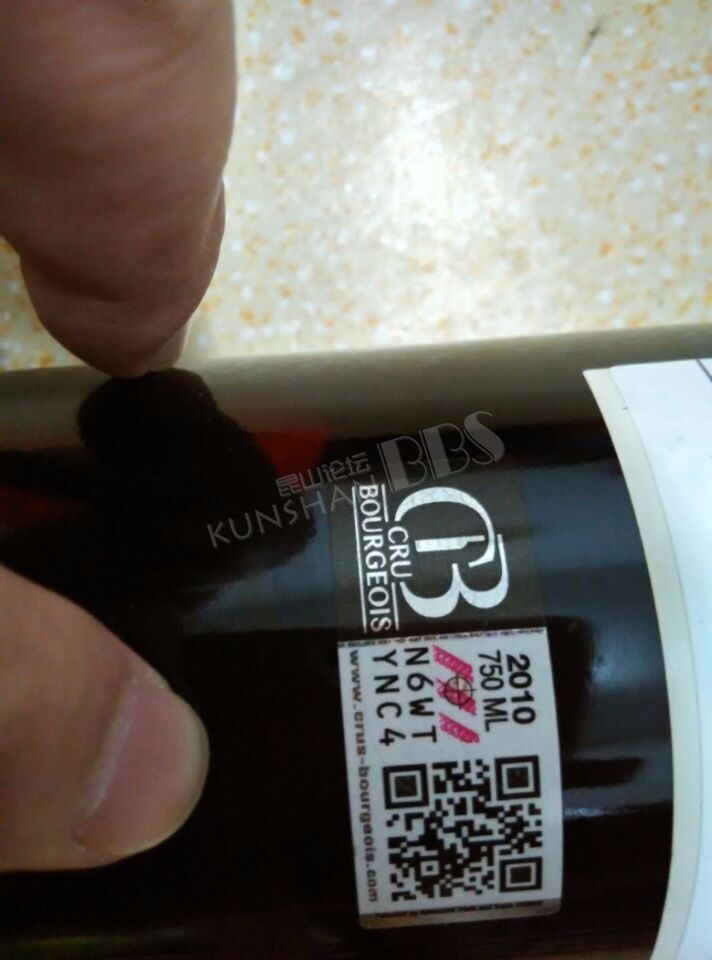 昆山论坛 BBS
KUNSHAN
CB
CRU
BOURGEOIS
2010
750 ML
N6WT
YNC4
www.crus-bourgeois.com